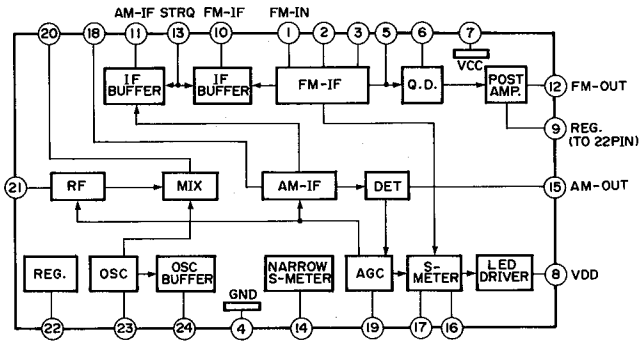 AM-IF STRQ FM-IF FM-IN
20 18 11 13 10 1 2 3 5 6 7
VCC
IF BUFFER
IF BUFFER
FM-IF
Q.D.
POST AMP.
12 FM-OUT
9 REG.
(TO 22PIN)
21
RF
MIX
AM-IF
DET
15 AM-OUT
REG.
OSC
OSC BUFFER
GND
NARROW S-METER
AGC
S-METER
LED DRIVER
8 VDD
22 23 24 4 14 19 17 16